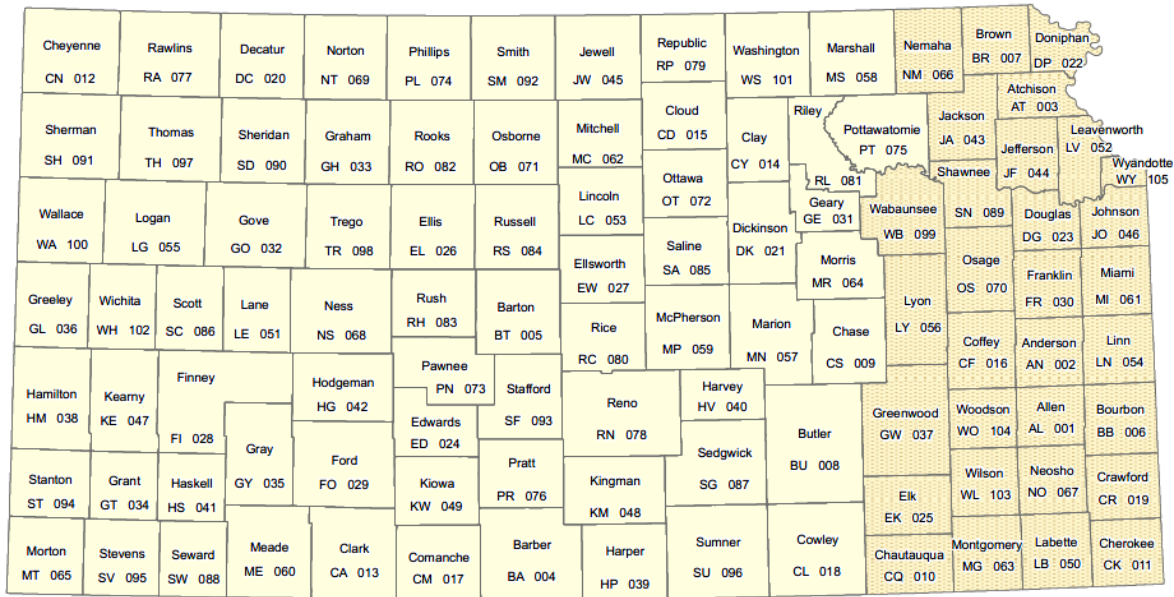 Cheyenne
CN 012
Rawlins
RA 077
Decatur
DC 020
Norton
NT 069
Phillips
PL 074
Smith
SM 092
Jewell
JW 045
Republic
RP 079
Washington
WS 101
Marshall
MS 058
Nemaha
NM 066
Brown
BR 007
Doniphan
DP 022
Atchison
AT 003
Sherman
SH 091
Thomas
TH 097
Sheridan
SD 090
Graham
GH 033
Rooks
RO 082
Osborne
OB 071
Mitchell
MC 062
Cloud
CD 015
Clay
CY 014
Riley
RL 081
Pottawatomie
PT 075
Jackson
JA 043
Jefferson
JF 044
Leavenworth
LV 052
Wyandotte
WY 105
Wallace
WA 100
Logan
LG 055
Gove
GO 032
Trego
TR 098
Ellis
EL 026
Russell
RS 084
Lincoln
LC 053
Ottawa
OT 072
Dickinson
DK 021
Geary
GE 031
Wabaunsee
WB 099
Shawnee
SN 089
Douglas
DG 023
Johnson
JO 046
Ellsworth
EW 027
Saline
SA 085
Morris
MR 064
Osage
OS 070
Franklin
FR 030
Miami
MI 061
Greeley
GL 036
Wichita
WH 102
Scott
SC 086
Lane
LE 051
Ness
NS 068
Rush
RH 083
Barton
BT 005
Rice
RC 080
McPherson
MP 059
Marion
MN 057
Chase
CS 009
Lyon
LY 056
Coffey
CF 016
Anderson
AN 002
Linn
LN 054
Hamilton
HM 038
Kearny
KE 047
Finney
FI 028
Hodgeman
HG 042
Pawnee
PN 073
Stafford
SF 093
Edwards
ED 024
Reno
RN 078
Harvey
HV 040
Butler
BU 008
Greenwood
GW 037
Woodson
WO 104
Allen
AL 001
Bourbon
BB 006
Stanton
ST 094
Grant
GT 034
Haskell
HS 041
Gray
GY 035
Ford
FO 029
Kiowa
KW 049
Pratt
PR 076
Kingman
KM 048
Sedgwick
SG 087
Elk
EK 025
Wilson
WL 103
Neosho
NO 067
Crawford
CR 019
Morton
MT 065
Stevens
SV 095
Seward
SW 088
Meade
ME 060
Clark
CA 013
Comanche
CM 017
Barber
BA 004
Harper
HP 039
Sumner
SU 096
Cowley
CL 018
Chautauqua
CQ 010
Montgomery
MG 063
Labette
LB 050
Cherokee
CK 011